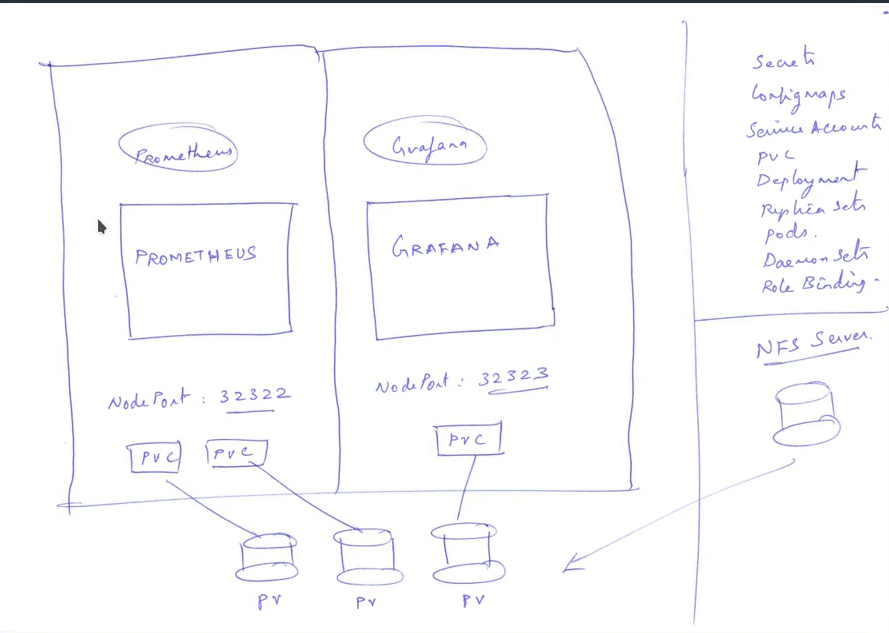 Prometheus
Grafana
PROMETHEUS
GRAFANA
NodePort : 32322
NodePort : 32323
PVC
PVC
PVC
PV
PV
PV
Secrets
Configmaps
Service Accounts
PVC
Deployment
Replica Sets
pods.
Daemon Sets
Role Binding -
NFS Server.